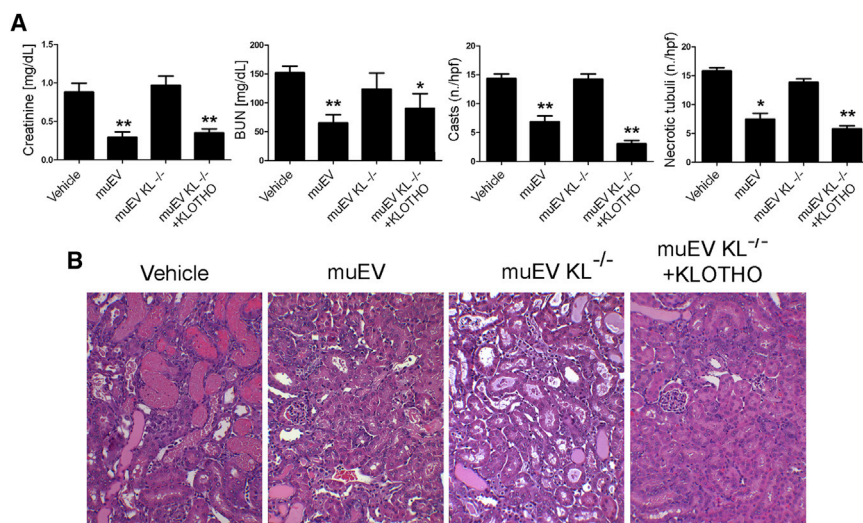 A
Creatinine [mg/dL]
1.5
1.0
0.5
0.0
**
**
Vehicle
muEV
muEV KL -/-
muEV KL -/-
+KLOTHO
BUN [mg/dL]
200
150
100
50
0
**
*
Vehicle
muEV
muEV KL -/-
muEV KL -/-
+KLOTHO
Casts (n./hpf)
20
15
10
5
0
**
**
Vehicle
muEV
muEV KL -/-
muEV KL -/-
+KLOTHO
Necrotic tubuli (n./hpf)
20
15
10
5
0
*
**
Vehicle
muEV
muEV KL -/-
muEV KL -/-
+KLOTHO
B
Vehicle
muEV
muEV KL-/-
muEV KL-/-
+KLOTHO